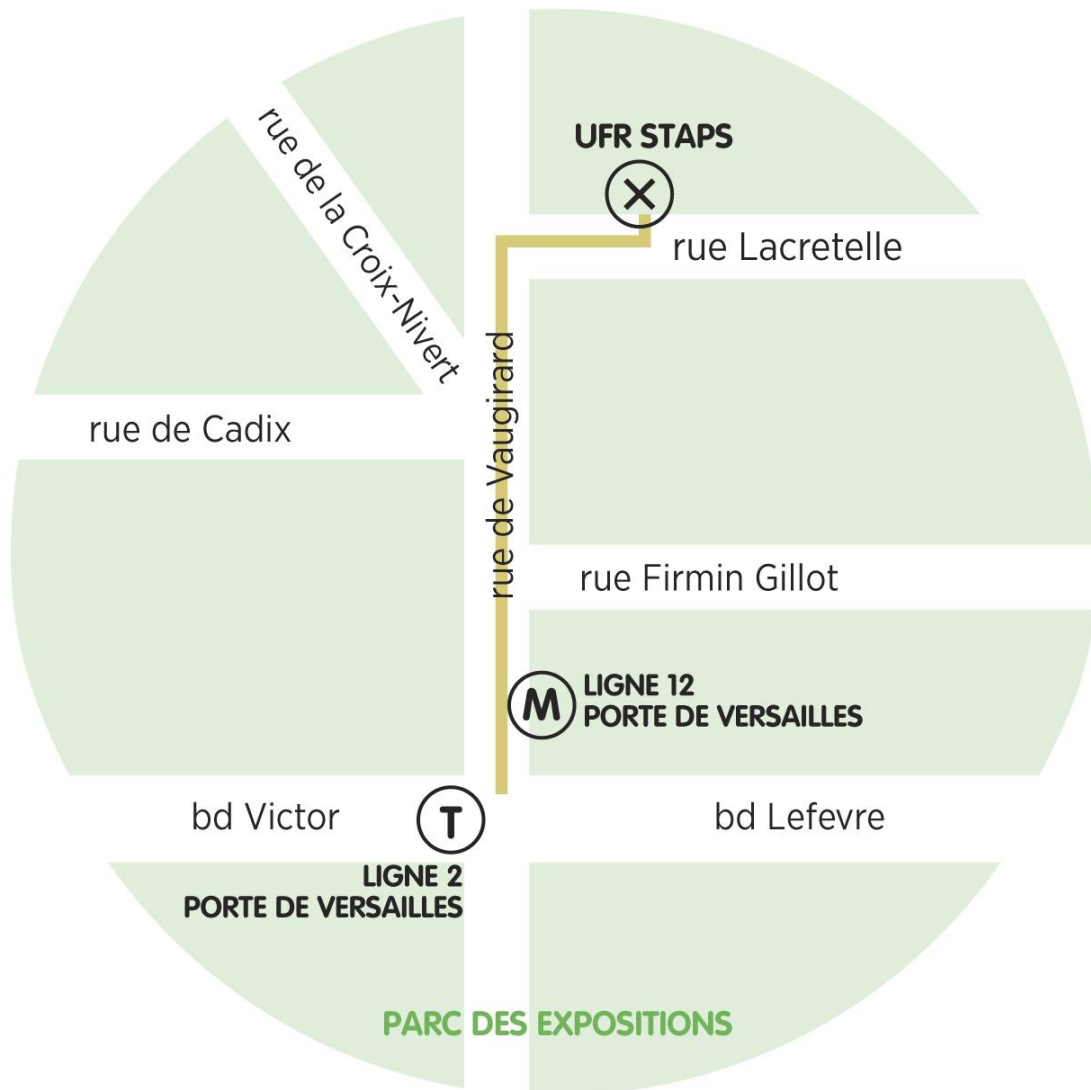 UFR STAPS
rue de la Croix-Nivert
rue Lacretelle
rue de Vaugirard
rue de Cadix
rue Firmin Gillot
M
LIGNE 12
PORTE DE VERSAILLES
bd Victor
T
bd Lefevre
LIGNE 2
PORTE DE VERSAILLES
PARC DES EXPOSITIONS